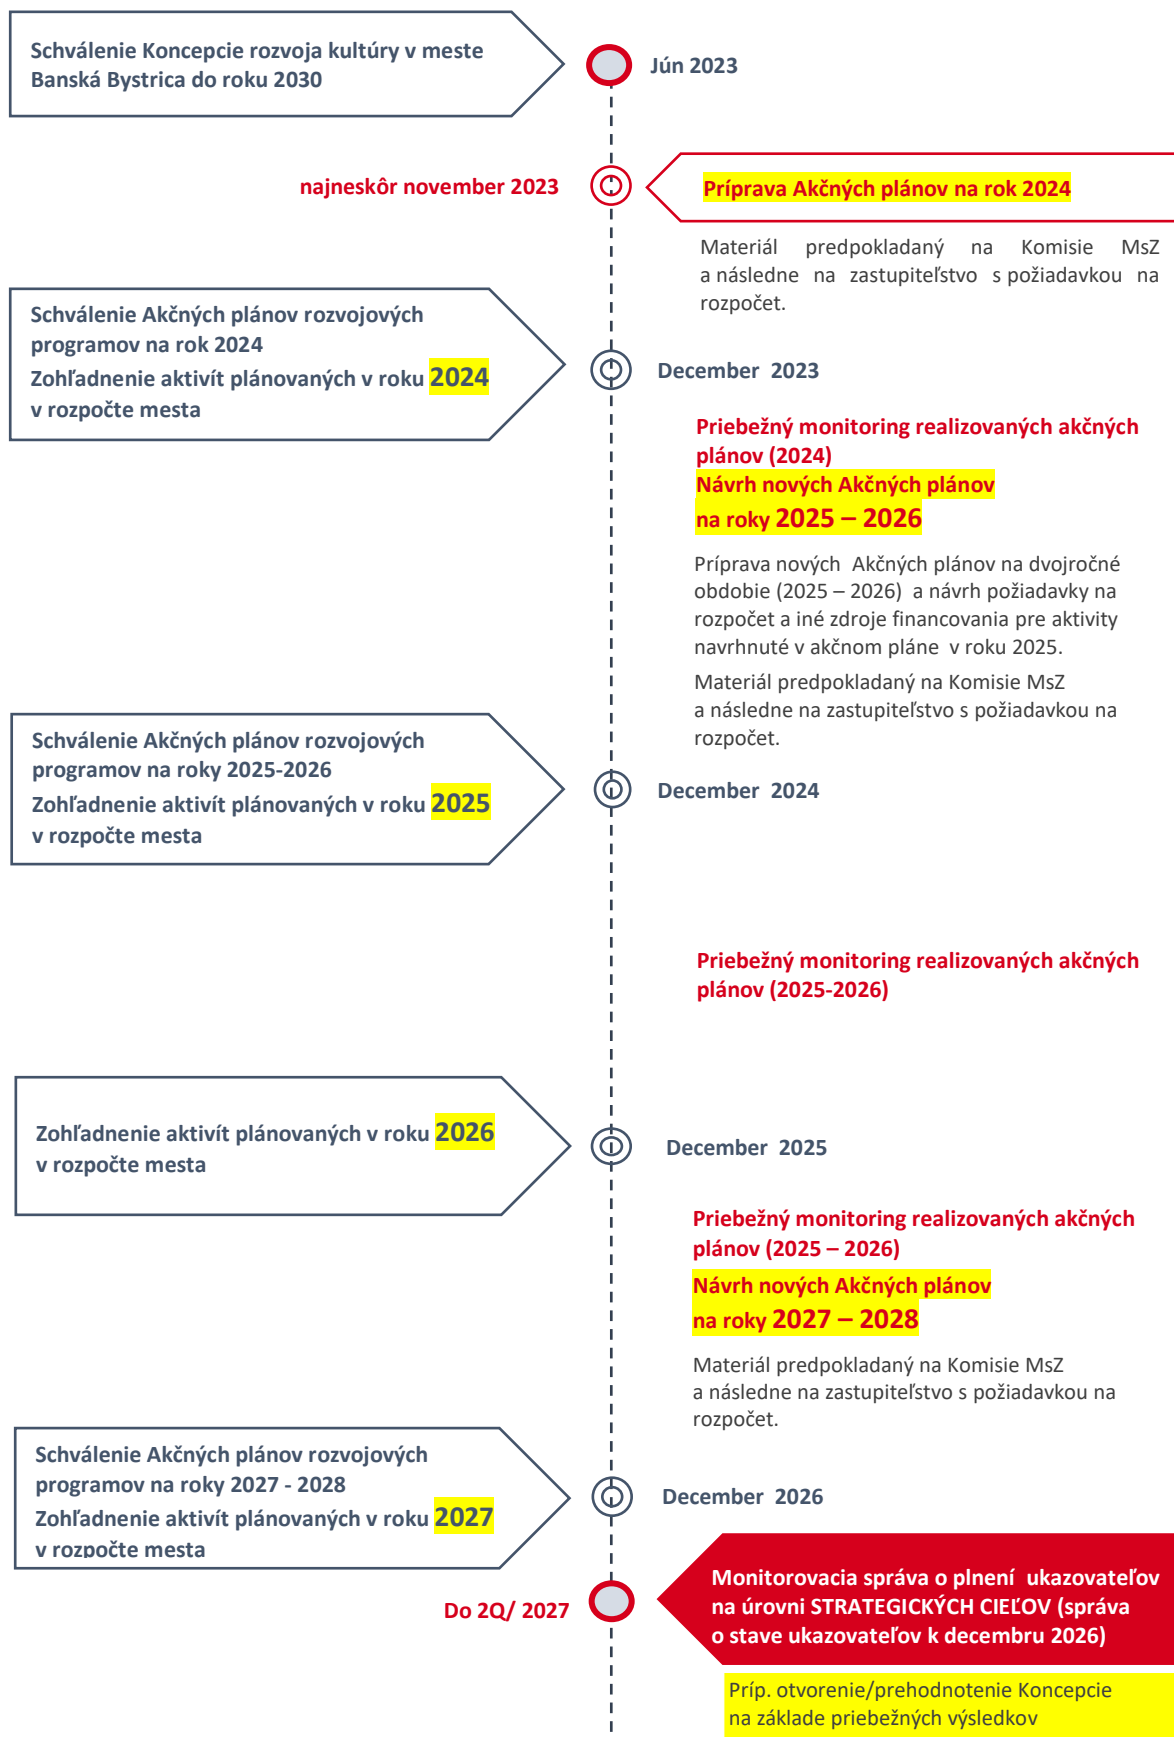 Schválenie Koncepcie rozvoja kultúry v meste
Banská Bystrica do roku 2030
Jún 2023
najneskôr november 2023
Príprava Akčných plánov na rok 2024
Materiál predpokladaný na Komisie MsZ
a následne na zastupiteľstvo s požiadavkou na
rozpočet.
Schválenie Akčných plánov rozvojových
programov na rok 2024
Zohľadnenie aktivít plánovaných v roku 2024
v rozpočte mesta
December 2023
Priebežný monitoring realizovaných akčných
plánov (2024)
Návrh nových Akčných plánov
na roky 2025 – 2026
Príprava nových Akčných plánov na dvojročné
obdobie (2025 – 2026) a návrh požiadavky na
rozpočet a iné zdroje financovania pre aktivity
navrhnuté v akčnom pláne v roku 2025.
Materiál predpokladaný na Komisie MsZ
a následne na zastupiteľstvo s požiadavkou na
rozpočet.
Schválenie Akčných plánov rozvojových
programov na roky 2025-2026
Zohľadnenie aktivít plánovaných v roku 2025
v rozpočte mesta
December 2024
Priebežný monitoring realizovaných akčných
plánov (2025-2026)
Zohľadnenie aktivít plánovaných v roku 2026
v rozpočte mesta
December 2025
Priebežný monitoring realizovaných akčných
plánov (2025 – 2026)
Návrh nových Akčných plánov
na roky 2027 – 2028
Materiál predpokladaný na Komisie MsZ
a následne na zastupiteľstvo s požiadavkou na
rozpočet.
Schválenie Akčných plánov rozvojových
programov na roky 2027 - 2028
Zohľadnenie aktivít plánovaných v roku 2027
v rozpočte mesta
December 2026
Do 2Q/ 2027
Monitorovacia správa o plnení ukazovateľov
na úrovni STRATEGICKÝCH CIEĽOV (správa
o stave ukazovateľov k decembru 2026)
Príp. otvorenie/prehodnotenie Koncepcie
na základe priebežných výsledkov